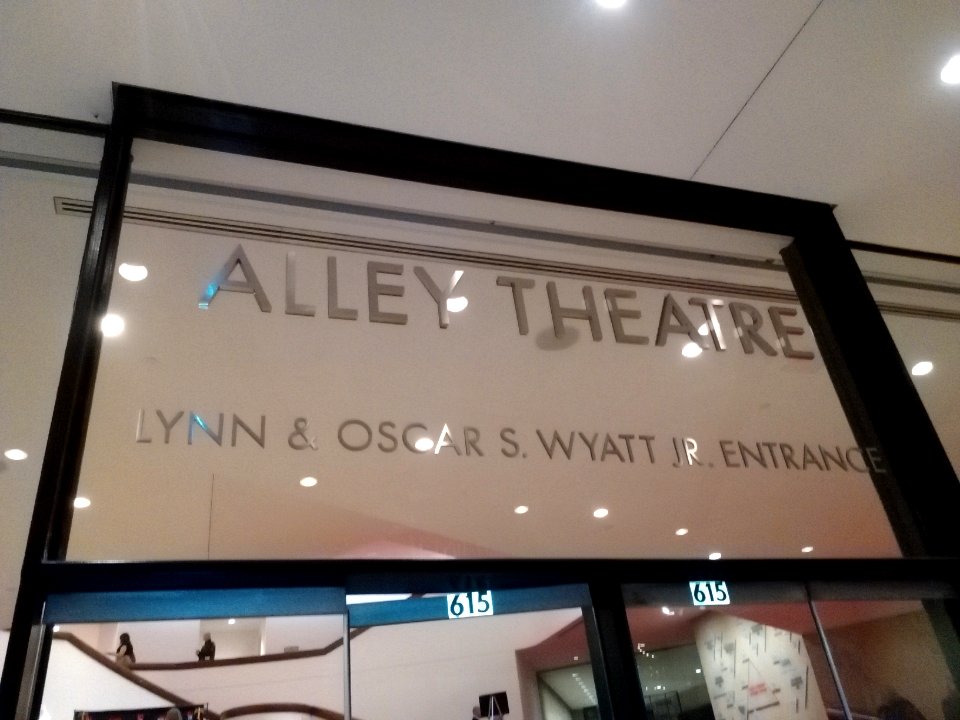 ALLEY THEATRE
LYNN & OSCAR S. WYATT JR. ENTRANCE
615
615